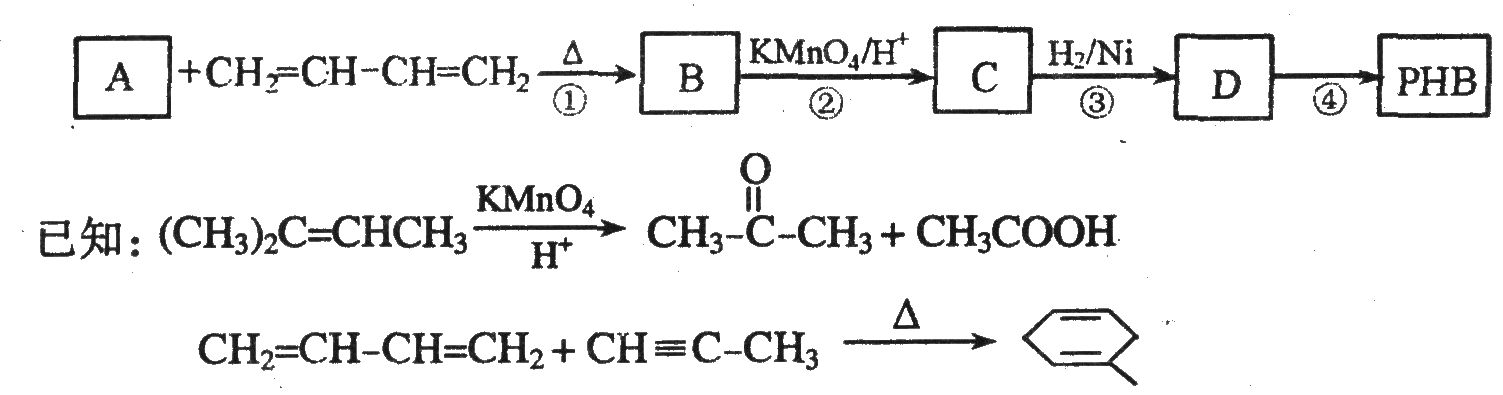 A + CH₂=CH-CH=CH₂ Δ ① B KMnO₄/H⁺ ② C H₂/Ni ③ D ④ PHB
已知: (CH₃)₂C=CHCH₃ KMnO₄ H⁺ CH₃-C(=O)-CH₃ + CH₃COOH
CH₂=CH-CH=CH₂ + CH≡C-CH₃ Δ